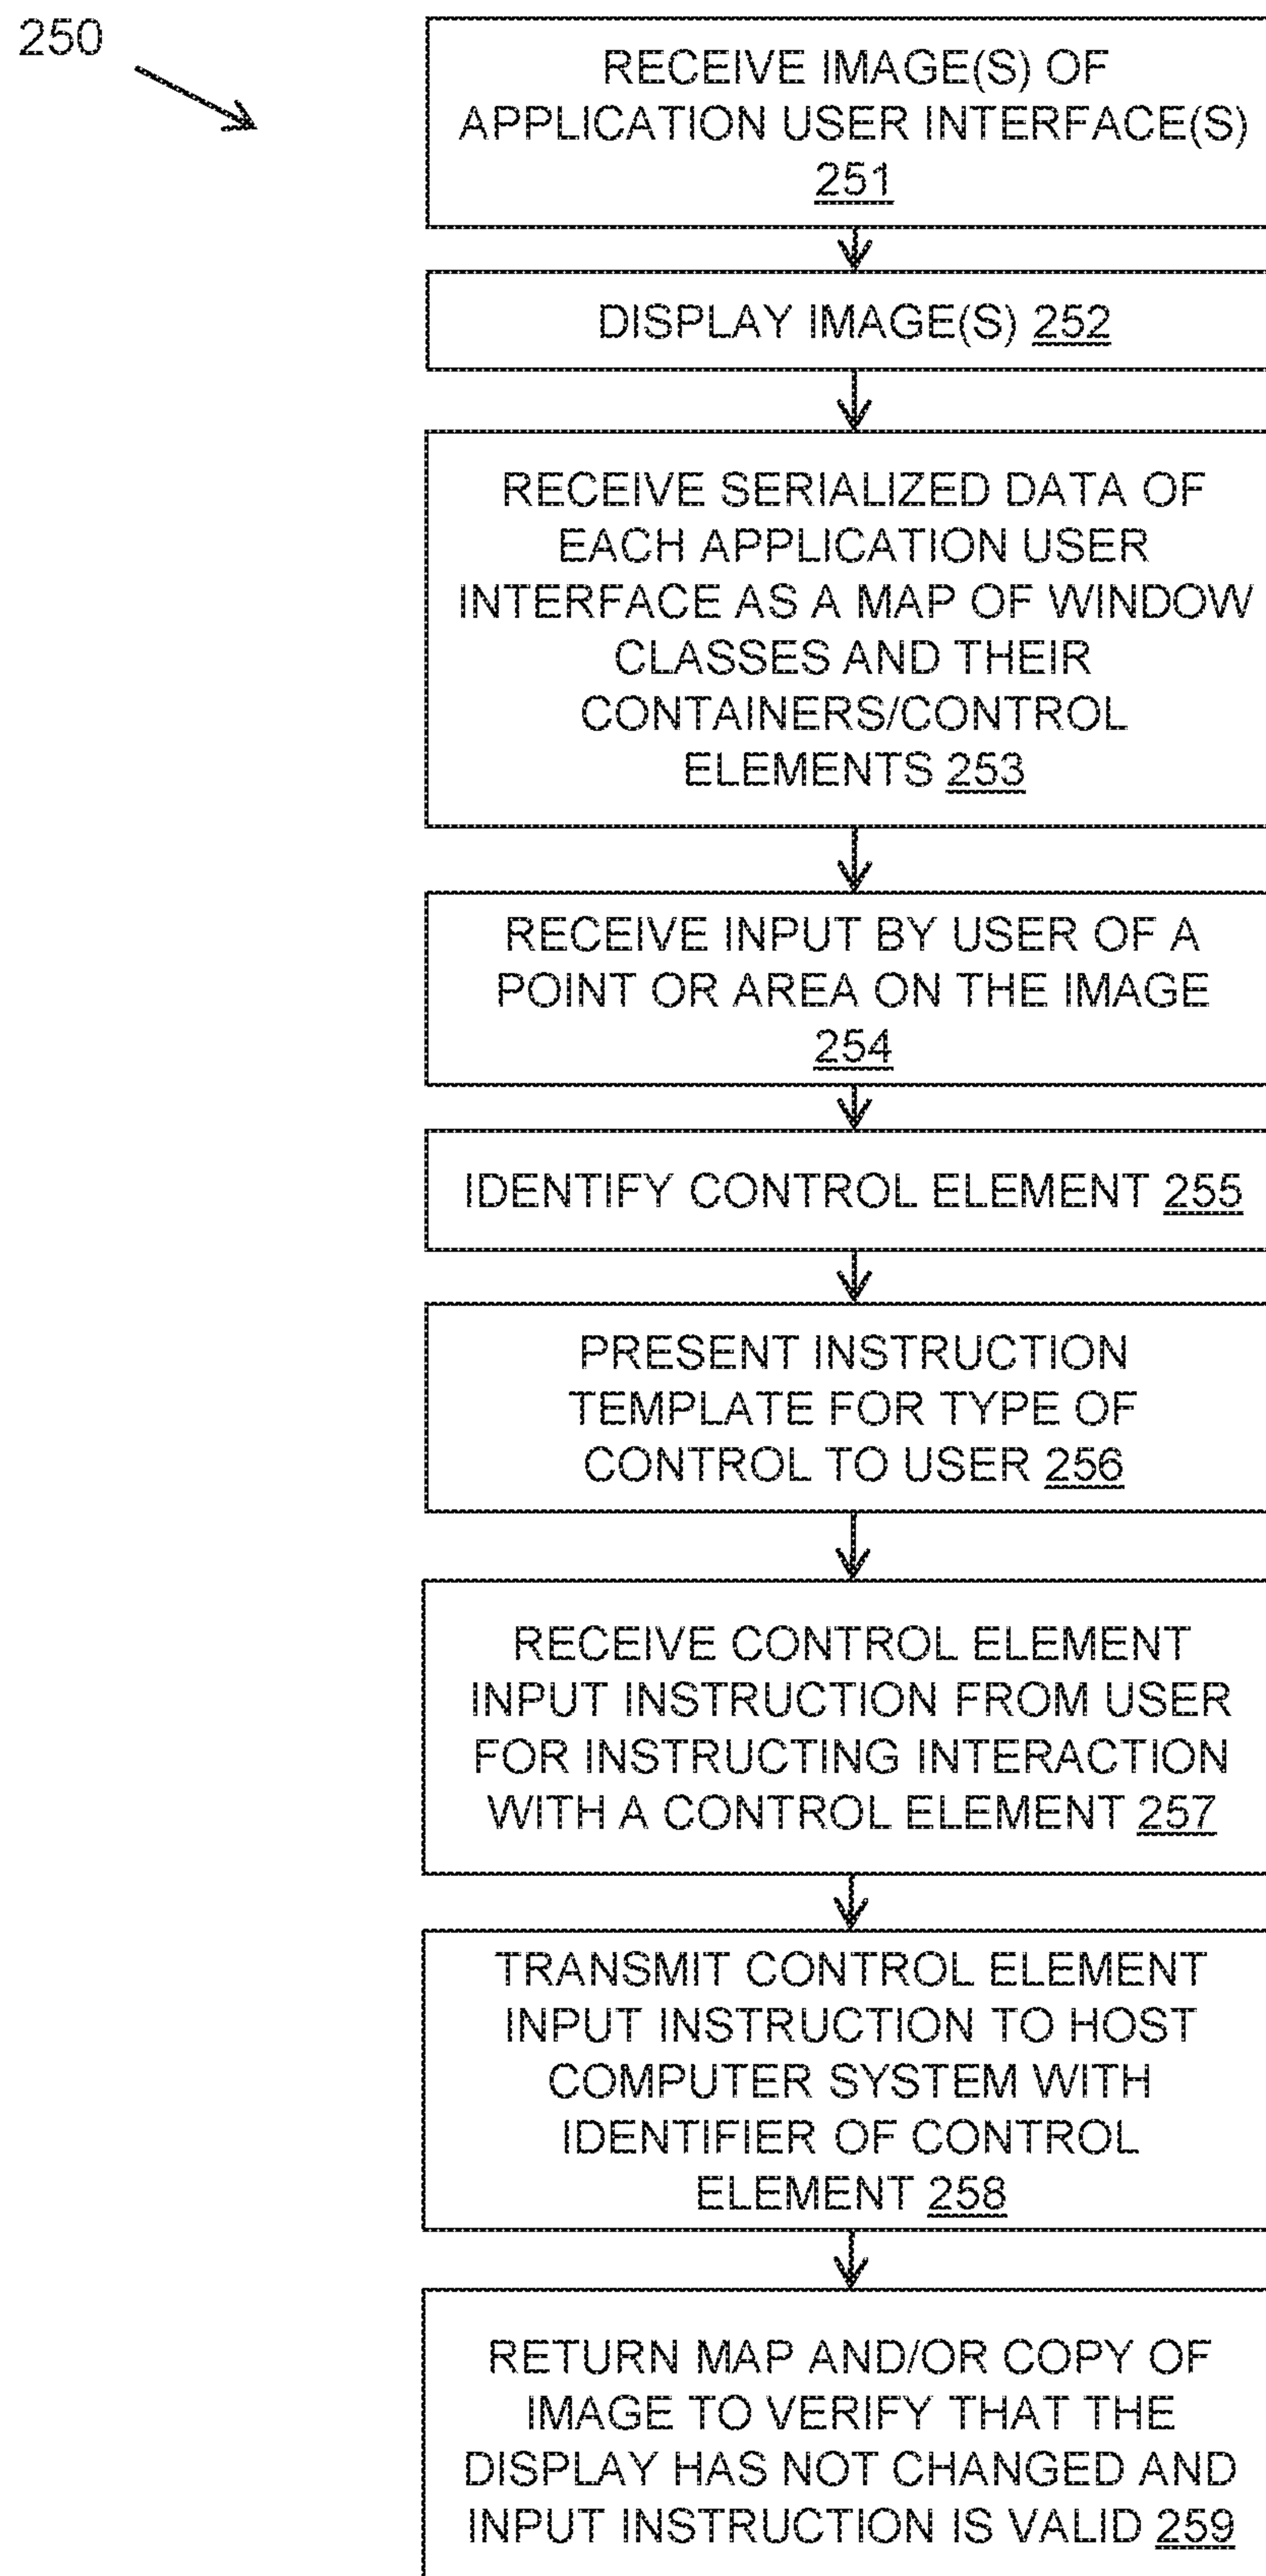 250
RECEIVE IMAGE(S) OF
APPLICATION USER INTERFACE(S)
251
DISPLAY IMAGE(S) 252
RECEIVE SERIALIZED DATA OF
EACH APPLICATION USER
INTERFACE AS A MAP OF WINDOW
CLASSES AND THEIR
CONTAINERS/CONTROL
ELEMENTS 253
RECEIVE INPUT BY USER OF A
POINT OR AREA ON THE IMAGE
254
IDENTIFY CONTROL ELEMENT 255
PRESENT INSTRUCTION
TEMPLATE FOR TYPE OF
CONTROL TO USER 256
RECEIVE CONTROL ELEMENT
INPUT INSTRUCTION FROM USER
FOR INSTRUCTING INTERACTION
WITH A CONTROL ELEMENT 257
TRANSMIT CONTROL ELEMENT
INPUT INSTRUCTION TO HOST
COMPUTER SYSTEM WITH
IDENTIFIER OF CONTROL
ELEMENT 258
RETURN MAP AND/OR COPY OF
IMAGE TO VERIFY THAT THE
DISPLAY HAS NOT CHANGED AND
INPUT INSTRUCTION IS VALID 259